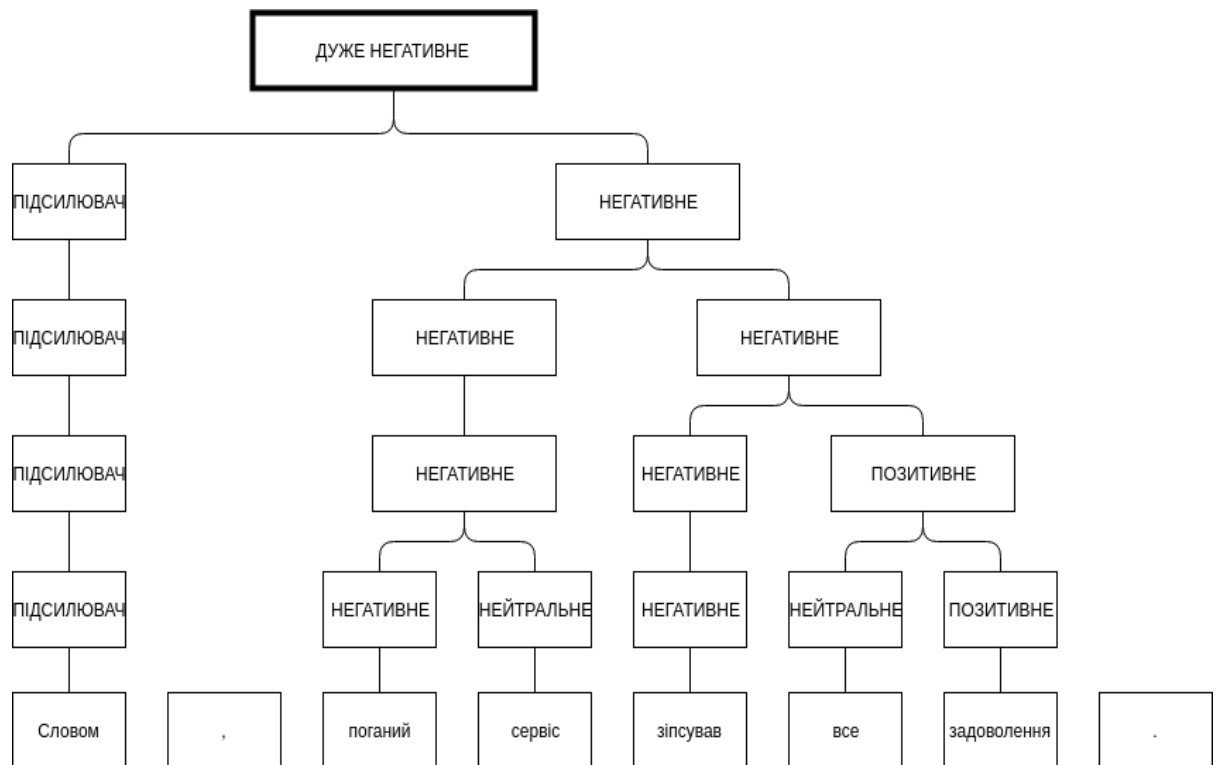 ДУЖЕ НЕГАТИВНЕ
ПІДСИЛЮВАЧ НЕГАТИВНЕ
ПІДСИЛЮВАЧ НЕГАТИВНЕ НЕГАТИВНЕ
ПІДСИЛЮВАЧ НЕГАТИВНЕ НЕГАТИВНЕ ПОЗИТИВНЕ
ПІДСИЛЮВАЧ НЕГАТИВНЕ НЕЙТРАЛЬНЕ НЕГАТИВНЕ НЕЙТРАЛЬНЕ ПОЗИТИВНЕ
Словом , поганий сервіс зіпсував все задоволення .